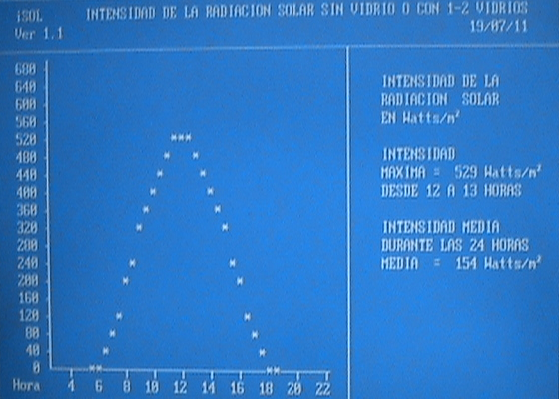 iSOL
INTENSIDAD DE LA RADIACION SOLAR SIN VIDRIO O CON 1-2 VIDRIOS
Ver 1.1
19/07/11
680
640
600
560
520
480
440
400
360
320
280
240
200
160
120
80
40
0
Hora 4 6 8 10 12 14 16 18 20 22
INTENSIDAD DE LA
RADIACION SOLAR
EN Watts/m²
INTENSIDAD
MAXIMA = 529 Watts/m²
DESDE 12 A 13 HORAS
INTENSIDAD MEDIA
DURANTE LAS 24 HORAS
MEDIA = 154 Watts/m²